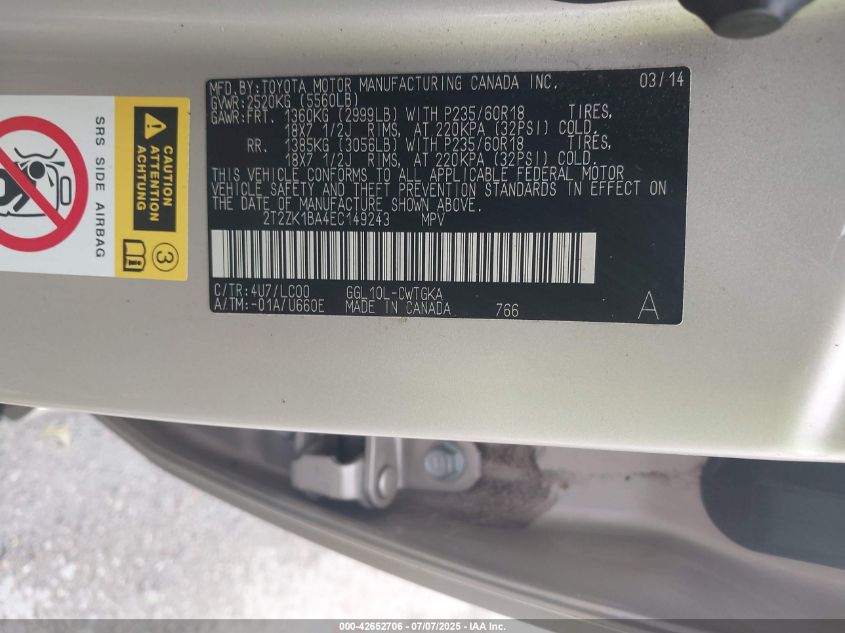 MFD.BY:TOYOTA MOTOR MANUFACTURING CANADA INC. 03/14
GVWR:2520KG (5560LB)
GAWR:FRT. 1360KG (2999LB) WITH P235/60R18 TIRES,
18X7 1/2J RIMS, AT 220KPA (32PSI) COLD.
RR. 1385KG (3056LB) WITH P235/60R18 TIRES,
18X7 1/2J RIMS, AT 220KPA (32PSI) COLD.
THIS VEHICLE CONFORMS TO ALL APPLICABLE FEDERAL MOTOR
VEHICLE SAFETY AND THEFT PREVENTION STANDARDS IN EFFECT ON
THE DATE OF MANUFACTURE SHOWN ABOVE.
2T2ZK1BA4EC149243 MPV
C/TR:4U7/LC00 GGL10L-CWTGKA
A/TM:-01A/U660E MADE IN CANADA 766 A
CAUTION
ATTENTION
ACHTUNG
3
SRS SIDE AIRBAG
000-42652706 - 07/07/2025 - IAA Inc.